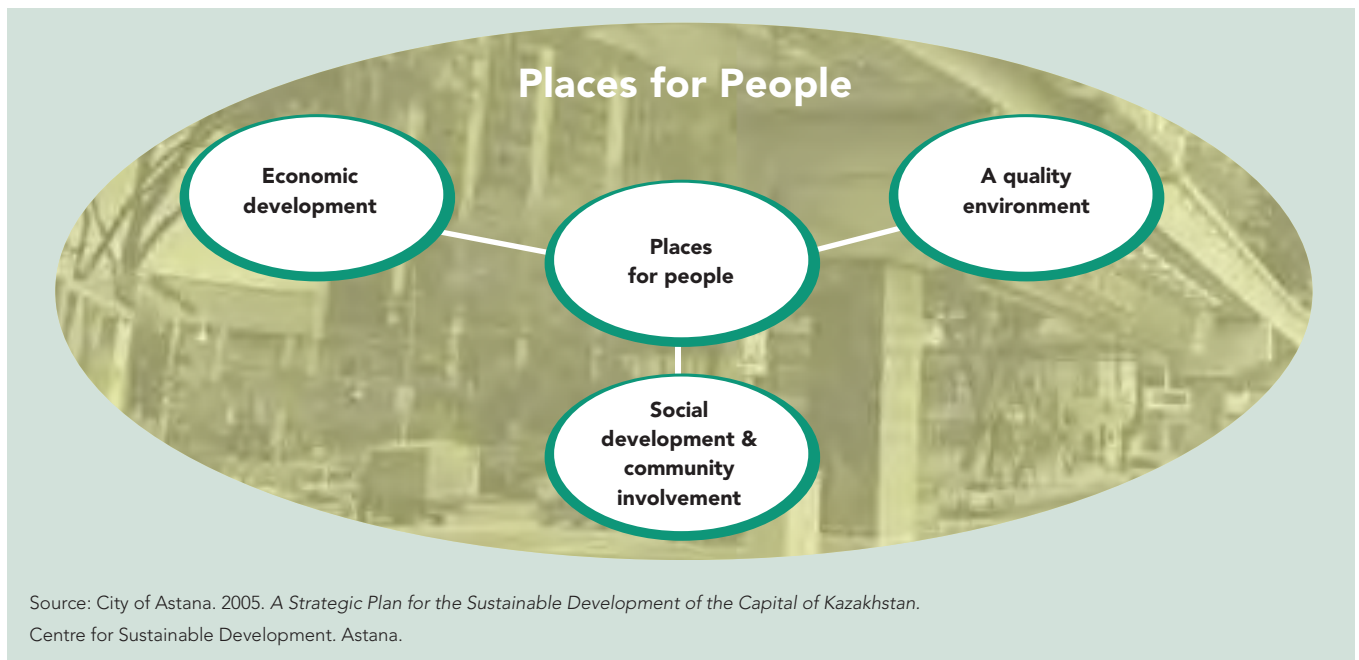 Places for People
Economic
development
A quality
environment
Places
for people
Social
development &
community
involvement
Source: City of Astana. 2005. A Strategic Plan for the Sustainable Development of the Capital of Kazakhstan.
Centre for Sustainable Development. Astana.